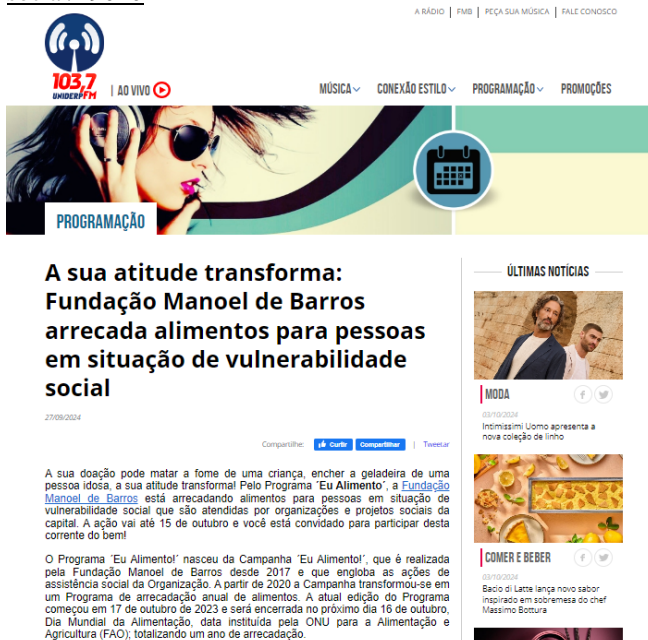 A RÁDIO | FMB | PEÇA SUA MÚSICA | FALE CONOSCO
103,7
UNIDERP FM
| AO VIVO
MÚSICA
CONEXÃO ESTILO
PROGRAMAÇÃO
PROMOÇÕES
PROGRAMAÇÃO
A sua atitude transforma:
Fundação Manoel de Barros
arrecada alimentos para pessoas
em situação de vulnerabilidade
social
27/09/2024
Compartilhe: Curtir Compartilhar | Tweetar
A sua doação pode matar a fome de uma criança, encher a geladeira de uma
pessoa idosa, a sua atitude transforma! Pelo Programa ´Eu Alimento´, a Fundação
Manoel de Barros está arrecadando alimentos para pessoas em situação de
vulnerabilidade social que são atendidas por organizações e projetos sociais da
capital. A ação vai até 15 de outubro e você está convidado para participar desta
corrente do bem!
O Programa ´Eu Alimento!´ nasceu da Campanha ´Eu Alimento!´, que é realizada
pela Fundação Manoel de Barros desde 2017 e que engloba as ações de
assistência social da Organização. A partir de 2020 a Campanha transformou-se em
um Programa de arrecadação anual de alimentos. A atual edição do Programa
começou em 17 de outubro de 2023 e será encerrada no próximo dia 16 de outubro,
Dia Mundial da Alimentação, data instituída pela ONU para a Alimentação e
Agricultura (FAO); totalizando um ano de arrecadação.
ÚLTIMAS NOTÍCIAS
MODA
03/10/2024
Intimissimi Uomo apresenta a
nova coleção de linho
COMER E BEBER
03/10/2024
Bacio di Latte lança novo sabor
inspirado em sobremesa do chef
Massimo Bottura